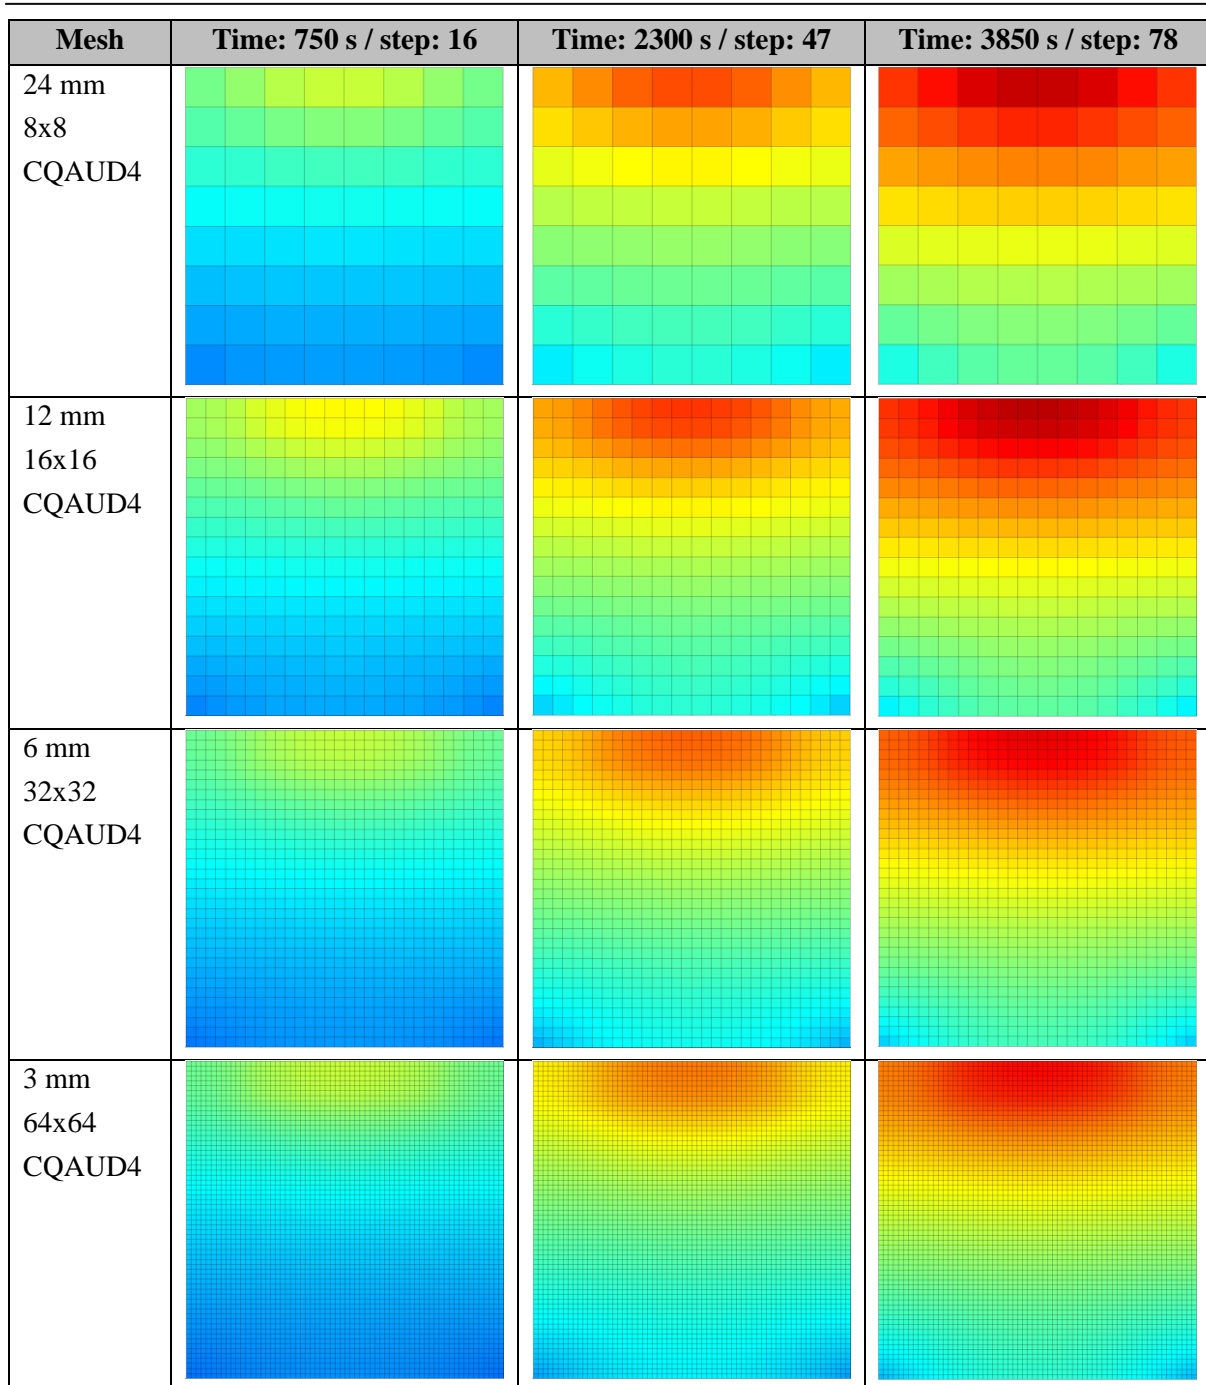 Mesh Time: 750 s / step: 16 Time: 2300 s / step: 47 Time: 3850 s / step: 78
24 mm
8x8
CQAUD4
12 mm
16x16
CQAUD4
6 mm
32x32
CQAUD4
3 mm
64x64
CQAUD4